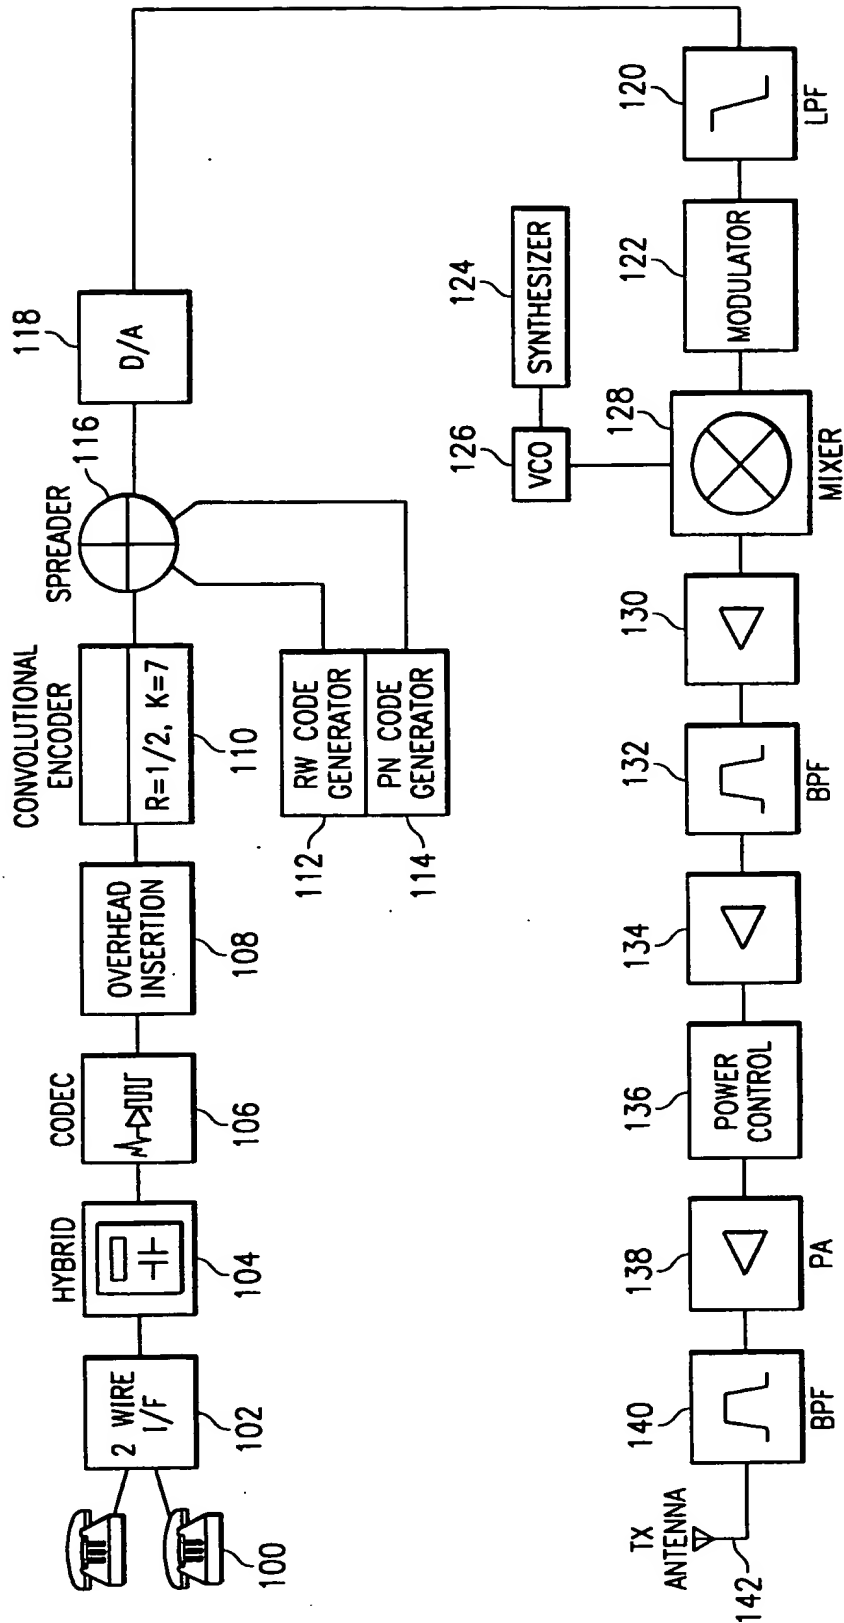 100
2 WIRE
I/F
102
HYBRID
104
CODEC
106
OVERHEAD
INSERTION
108
CONVOLUTIONAL
ENCODER
R=1/2, K=7
110
RW CODE
GENERATOR
112
PN CODE
GENERATOR
114
SPREADER
116
118
D/A
120
LPF
122
MODULATOR
124
SYNTHESIZER
126
VCO
128
MIXER
130
132
BPF
134
136
POWER
CONTROL
138
PA
140
BPF
TX
ANTENNA
142